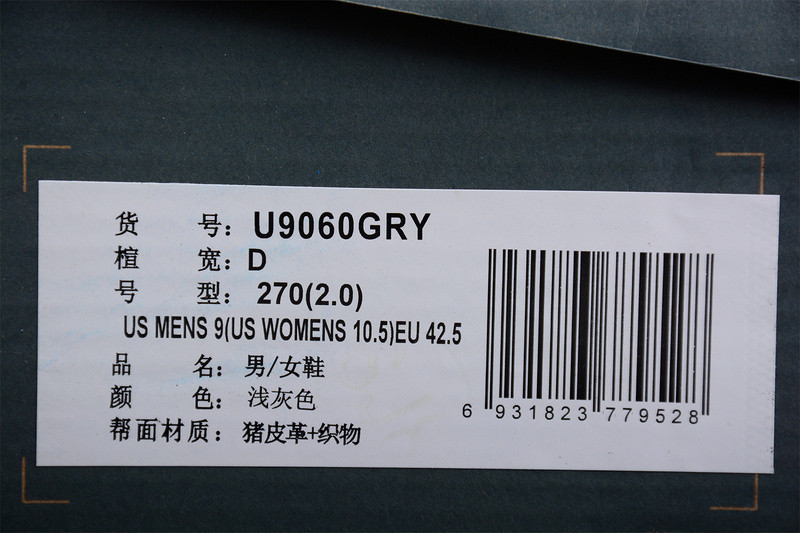 货 号：U9060GRY
楦 宽：D
号 型：270(2.0)
US MENS 9(US WOMENS 10.5)EU 42.5
品 名：男/女鞋
颜 色：浅灰色
帮面材质：猪皮革+织物
6 931823 779528